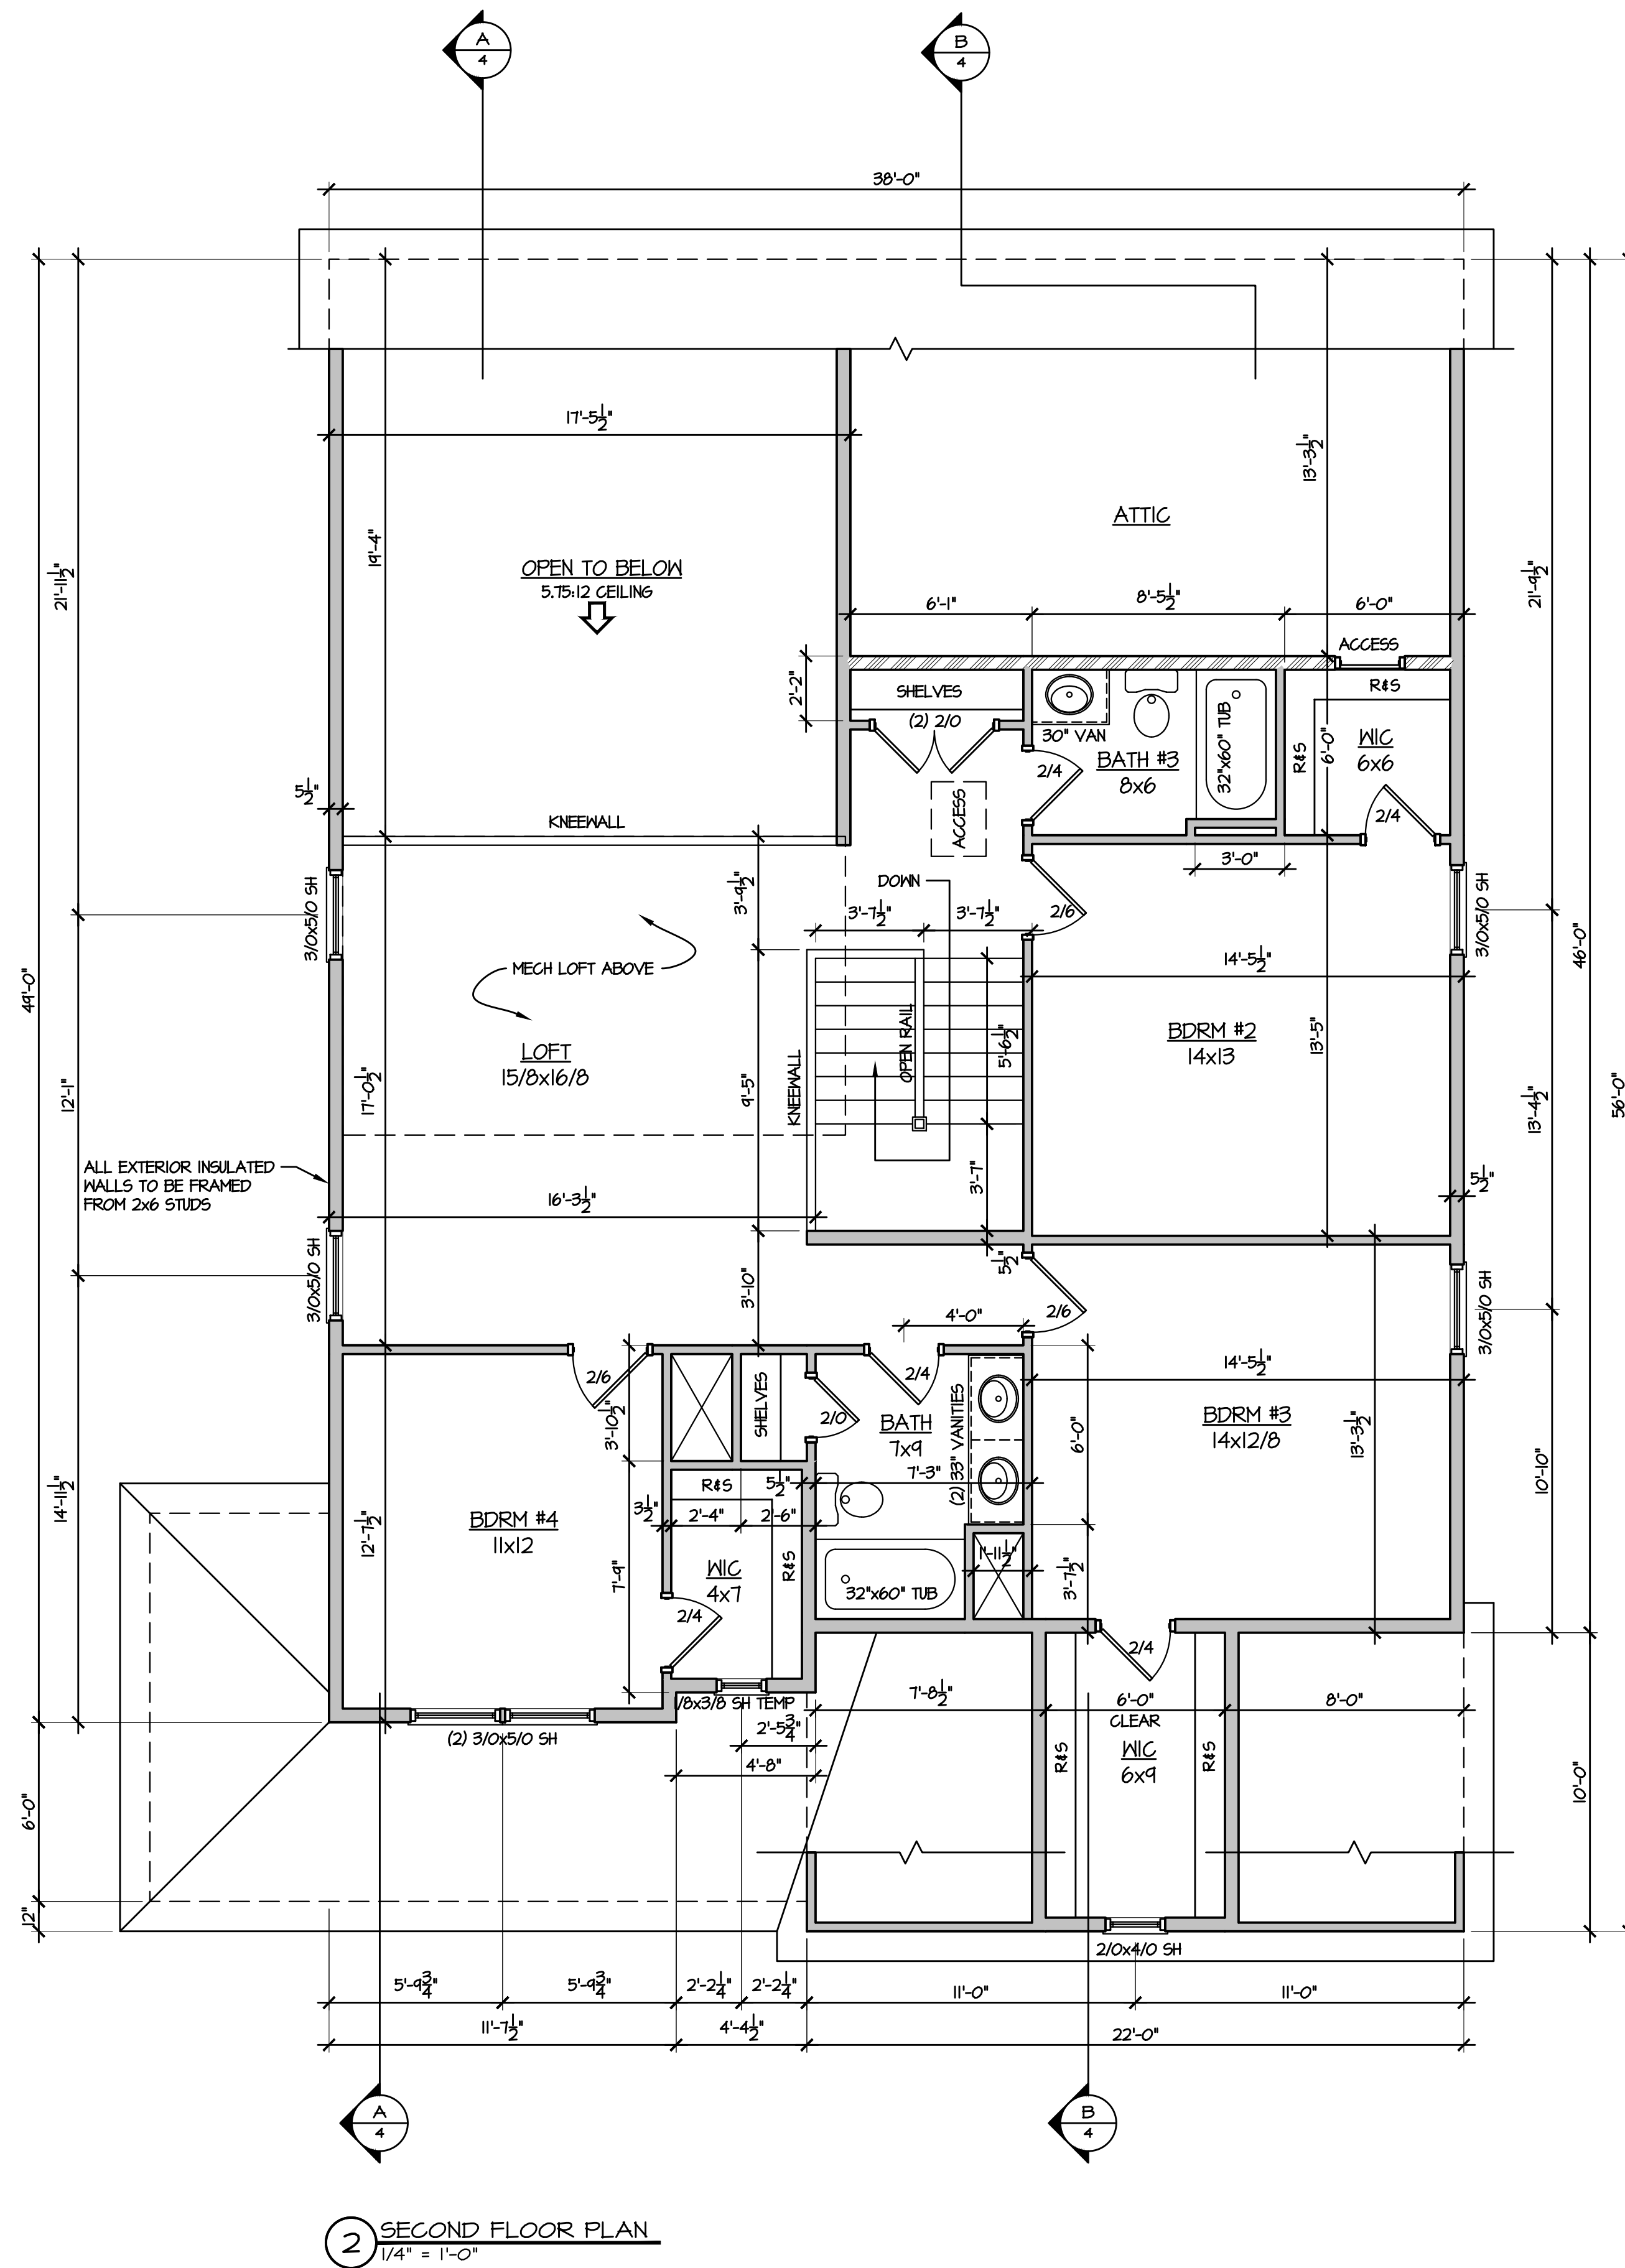 A
4
B
4
38'-0"
17'-5 1/2"
13'-3 1/2"
19'-4"
ATTIC
OPEN TO BELOW
5.75:12 CEILING
21'-11 1/2"
21'-9 1/2"
6'-1"
8'-5 1/2"
6'-0"
ACCESS
2'-2"
SHELVES
R&S
(2) 2/0
30" VAN
BATH #3
8x6
32"x60" TUB
R&S
6'-0"
WIC
6x6
2/4
2/4
5 1/2"
KNEEWALL
ACCESS
3'-0"
3/0x5/0 SH
3'-9 1/2"
DOWN
3'-7 1/2"
3'-7 1/2"
2/6
3/0x5/0 SH
49'-0"
46'-0"
MECH LOFT ABOVE
14'-5 1/2"
LOFT
15/8x16/8
OPEN RAIL
5'-6 1/2"
BDRM #2
14x13
13'-5"
12'-1"
17'-0 1/2"
9'-5"
KNEEWALL
13'-4 1/2"
56'-0"
ALL EXTERIOR INSULATED
WALLS TO BE FRAMED
FROM 2x6 STUDS
3'-7"
5 1/2"
16'-3 1/2"
3/0x5/0 SH
3'-10"
5 1/2"
4'-0"
2/6
3/0x5/0 SH
2/6
3'-10 1/2"
SHELVES
2/0
2/4
BATH
7x9
(2) 33" VANITIES
6'-0"
14'-5 1/2"
BDRM #3
14x12/8
13'-3 1/2"
10'-10"
14'-11 1/2"
12'-7 1/2"
BDRM #4
11x12
R&S
5 1/2"
7'-3"
3 1/2"
2'-4"
2'-6"
WIC
4x7
R&S
7'-9"
2/4
32"x60" TUB
1'-11 1/2"
3'-7 1/2"
2/4
/8x3/8 SH TEMP
(2) 3/0x5/0 SH
2'-5 3/4"
4'-8"
7'-8 1/2"
6'-0"
CLEAR
8'-0"
R&S
WIC
6x9
R&S
6'-0"
10'-0"
12"
2/0x4/0 SH
5'-9 3/4"
5'-9 3/4"
2'-2 1/4"
2'-2 1/4"
11'-0"
11'-0"
11'-7 1/2"
4'-4 1/2"
22'-0"
A
4
B
4
2 SECOND FLOOR PLAN
1/4" = 1'-0"